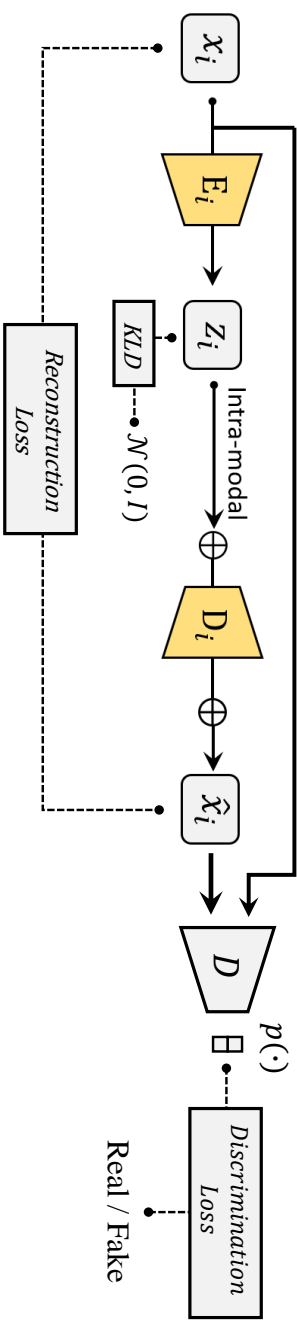 x_i
E_i
z_i
KLD
𝒩(0, I)
Intra-modal
D_i
x̂_i
Reconstruction
Loss
D
p(·)
Discrimination
Loss
Real / Fake